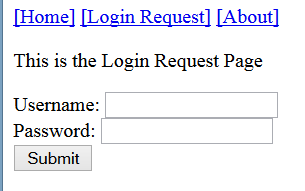 [Home] [Login Request] [About]
This is the Login Request Page
Username:
Password:
Submit